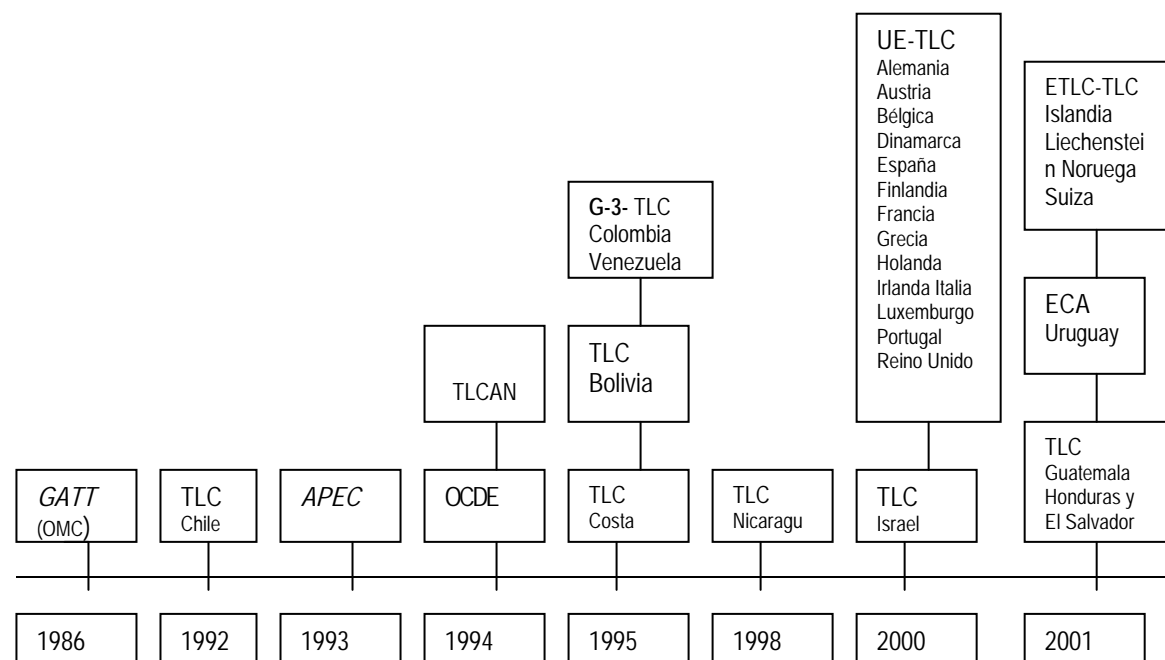 UE-TLC
Alemania
Austria
Bélgica
Dinamarca
España
Finlandia
Francia
Grecia
Holanda
Irlanda Italia
Luxemburgo
Portugal
Reino Unido
ETLC-TLC
Islandia
Liechenstei
n Noruega
Suiza
G-3- TLC
Colombia
Venezuela
ECA
Uruguay
TLCAN
TLC
Bolivia
GATT
(OMC)
TLC
Chile
APEC
OCDE
TLC
Costa
TLC
Nicaragu
TLC
Israel
TLC
Guatemala
Honduras y
El Salvador
1986
1992
1993
1994
1995
1998
2000
2001